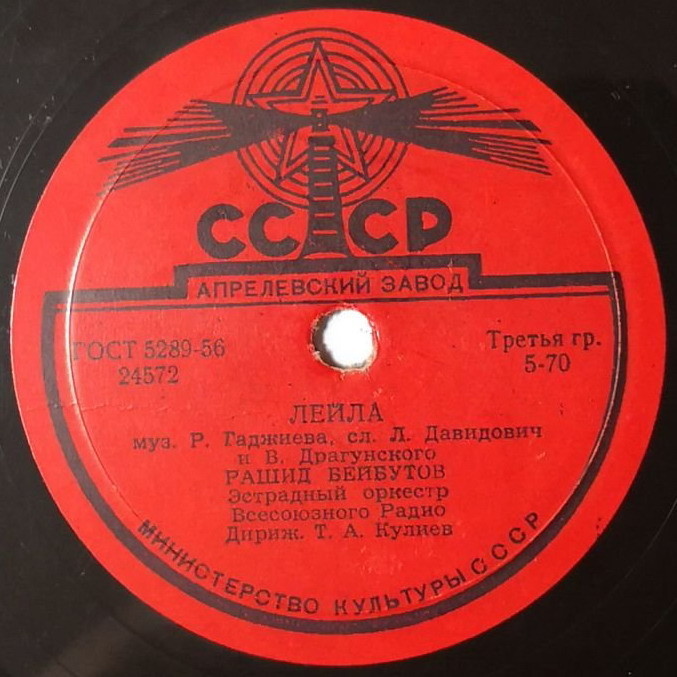 СССР
АПРЕЛЕВСКИЙ ЗАВОД
ГОСТ 5289-56
24572
Третья гр.
5-70
ЛЕЙЛА
муз. Р. Гаджиева, сл. Л. Давидович
и В. Драгунского
РАШИД БЕЙБУТОВ
Эстрадный оркестр
Всесоюзного Радио
Дириж. Т. А. Кулиев
МИНИСТЕРСТВО КУЛЬТУРЫ СССР